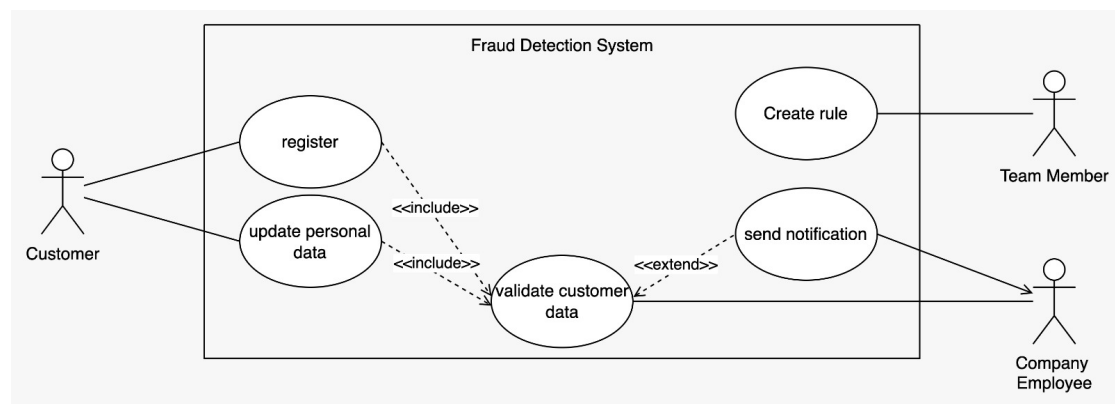 Fraud Detection System
register
Create rule
Team Member
Customer
<<include>>
update personal
data
send notification
<<include>>
<<extend>>
validate customer
data
Company
Employee